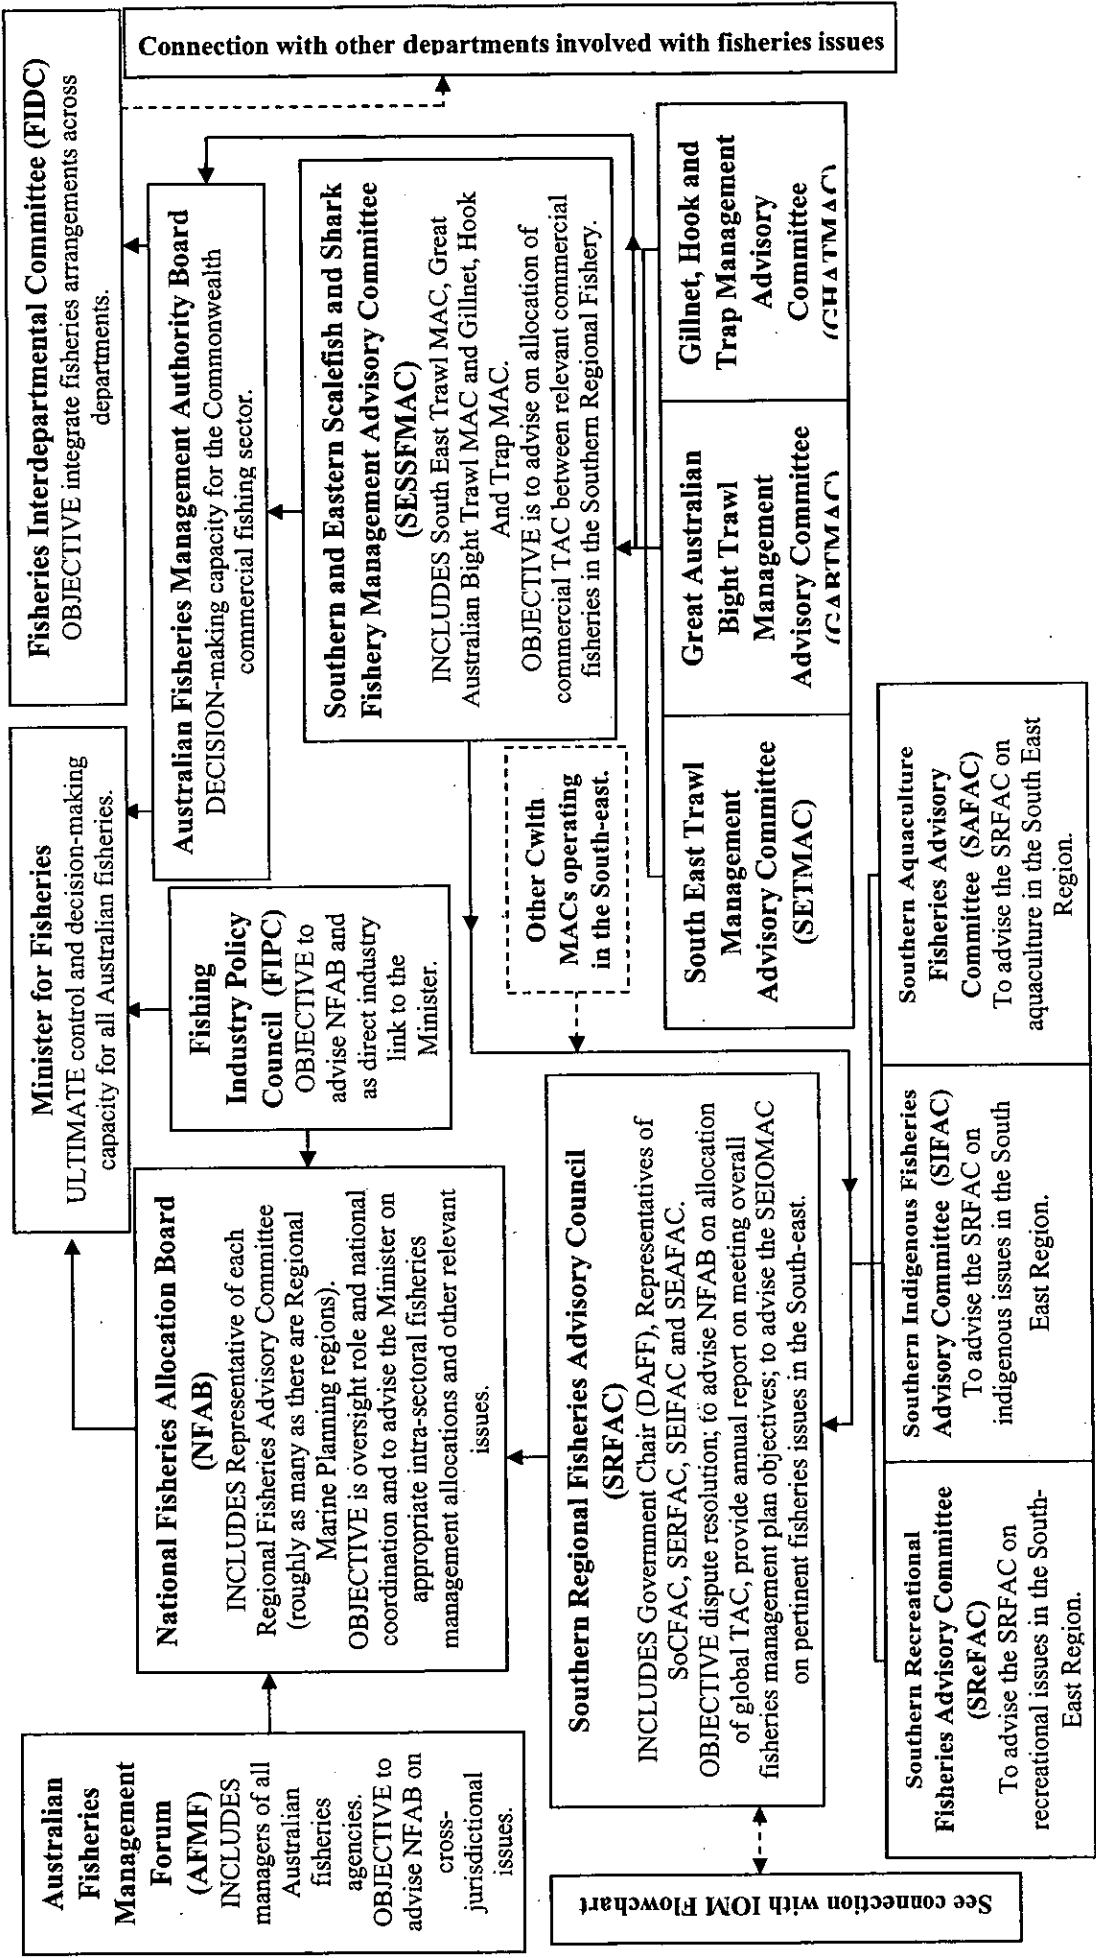 Australian
Fisheries
Management
Forum
(AFMF)
INCLUDES
managers of all
Australian
fisheries
agencies.
OBJECTIVE to
advise NFAB on
cross-
jurisdictional
issues.
National Fisheries Allocation Board
(NFAB)
INCLUDES Representative of each
Regional Fisheries Advisory Committee
(roughly as many as there are Regional
Marine Planning regions).
OBJECTIVE is oversight role and national
coordination and to advise the Minister on
appropriate intra-sectoral fisheries
management allocations and other relevant
issues.
Minister for Fisheries
ULTIMATE control and decision-making
capacity for all Australian fisheries.
Fishing
Industry Policy
Council (FIPC)
OBJECTIVE to
advise NFAB and
as direct industry
link to the
Minister.
Fisheries Interdepartmental Committee (FIDC)
OBJECTIVE integrate fisheries arrangements across
departments.
Connection with other departments involved with fisheries issues
Australian Fisheries Management Authority Board
DECISION-making capacity for the Commonwealth
commercial fishing sector.
Southern and Eastern Scalefish and Shark
Fishery Management Advisory Committee
(SESSFMAC)
INCLUDES South East Trawl MAC, Great
Australian Bight Trawl MAC and Gillnet, Hook
And Trap MAC.
OBJECTIVE is to advise on allocation of
commercial TAC between relevant commercial
fisheries in the Southern Regional Fishery.
Other Cwlth
MACs operating
in the South-east.
South East Trawl
Management
Advisory Committee
(SETMAC)
Great Australian
Bight Trawl
Management
Advisory Committee
(GABTMAC)
Gillnet, Hook and
Trap Management
Advisory
Committee
(GHATMAC)
See connection with IOM Flowchart
Southern Regional Fisheries Advisory Council
(SRFAC)
INCLUDES Government Chair (DAFF), Representatives of
SoCFAC, SERFAC, SEIFAC and SEAFAC.
OBJECTIVE dispute resolution; to advise NFAB on allocation
of global TAC, provide annual report on meeting overall
fisheries management plan objectives; to advise the SEIOMAC
on pertinent fisheries issues in the South-east.
Southern Recreational
Fisheries Advisory Committee
(SReFAC)
To advise the SRFAC on
recreational issues in the South-
East Region.
Southern Indigenous Fisheries
Advisory Committee (SIFAC)
To advise the SRFAC on
indigenous issues in the South
East Region.
Southern Aquaculture
Fisheries Advisory
Committee (SAFAC)
To advise the SRFAC on
aquaculture in the South East
Region.